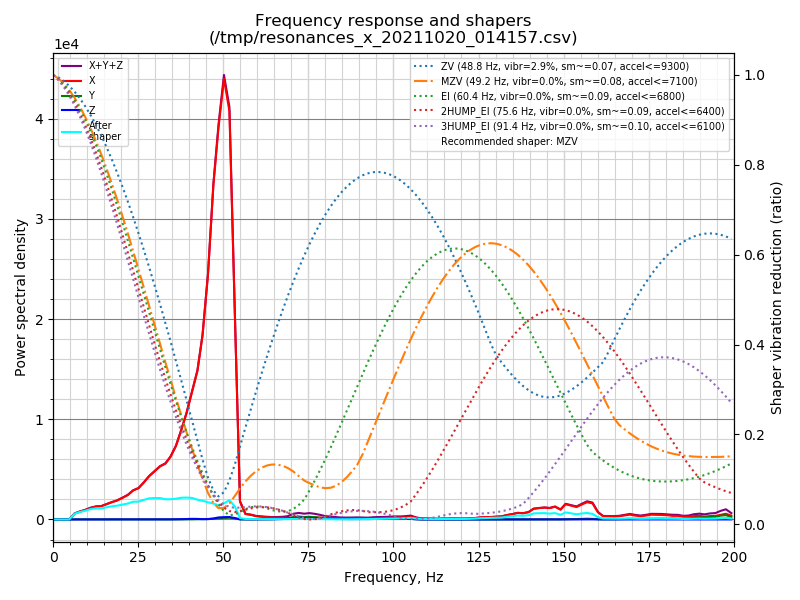 Frequency response and shapers
(/tmp/resonances_x_20211020_014157.csv)
1e4
X+Y+Z
X
Y
Z
After
shaper
ZV (48.8 Hz, vibr=2.9%, sm~=0.07, accel<=9300)
MZV (49.2 Hz, vibr=0.0%, sm~=0.08, accel<=7100)
EI (60.4 Hz, vibr=0.0%, sm~=0.09, accel<=6800)
2HUMP_EI (75.6 Hz, vibr=0.0%, sm~=0.09, accel<=6400)
3HUMP_EI (91.4 Hz, vibr=0.0%, sm~=0.10, accel<=6100)
Recommended shaper: MZV
4
3
2
1
0
Power spectral density
1.0
0.8
0.6
0.4
0.2
0.0
Shaper vibration reduction (ratio)
0 25 50 75 100 125 150 175 200
Frequency, Hz